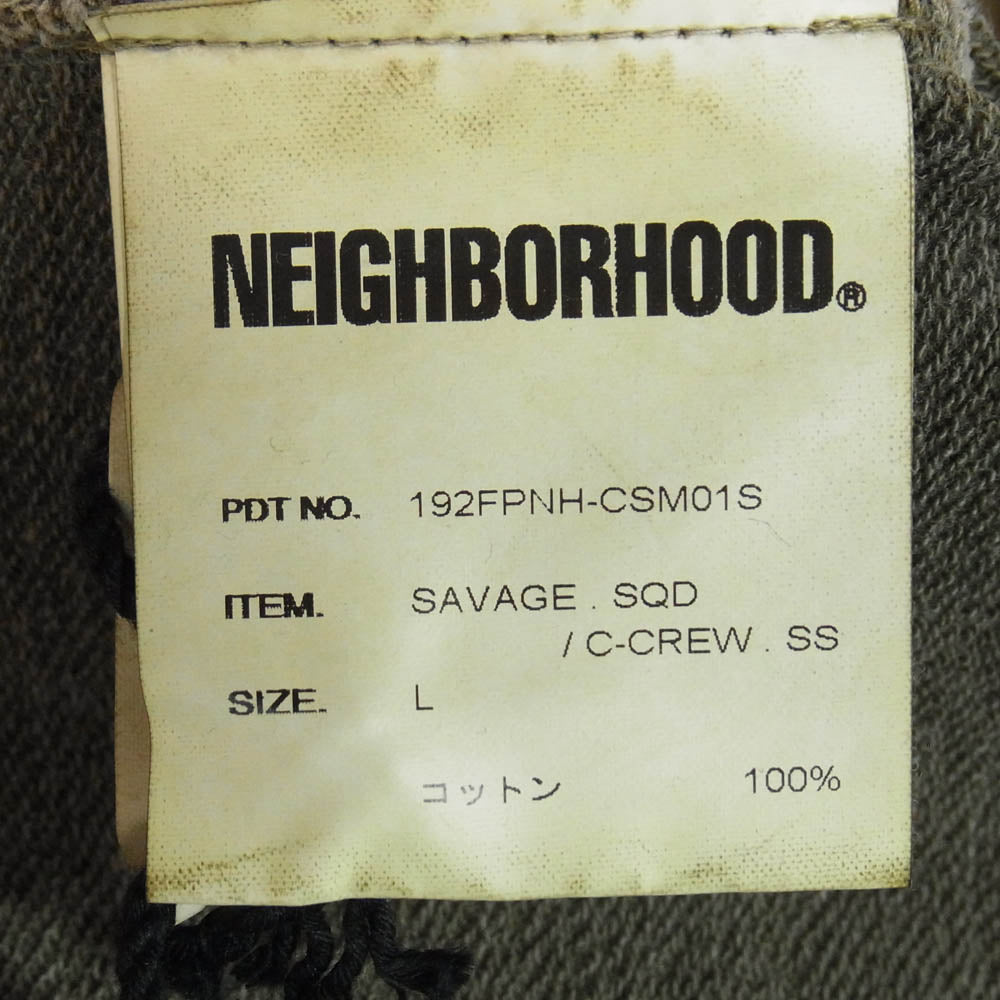 NEIGHBORHOOD®
PDT NO. 192FPNH-CSM01S
ITEM. SAVAGE . SQD
/ C-CREW . SS
SIZE. L
コットン 100%